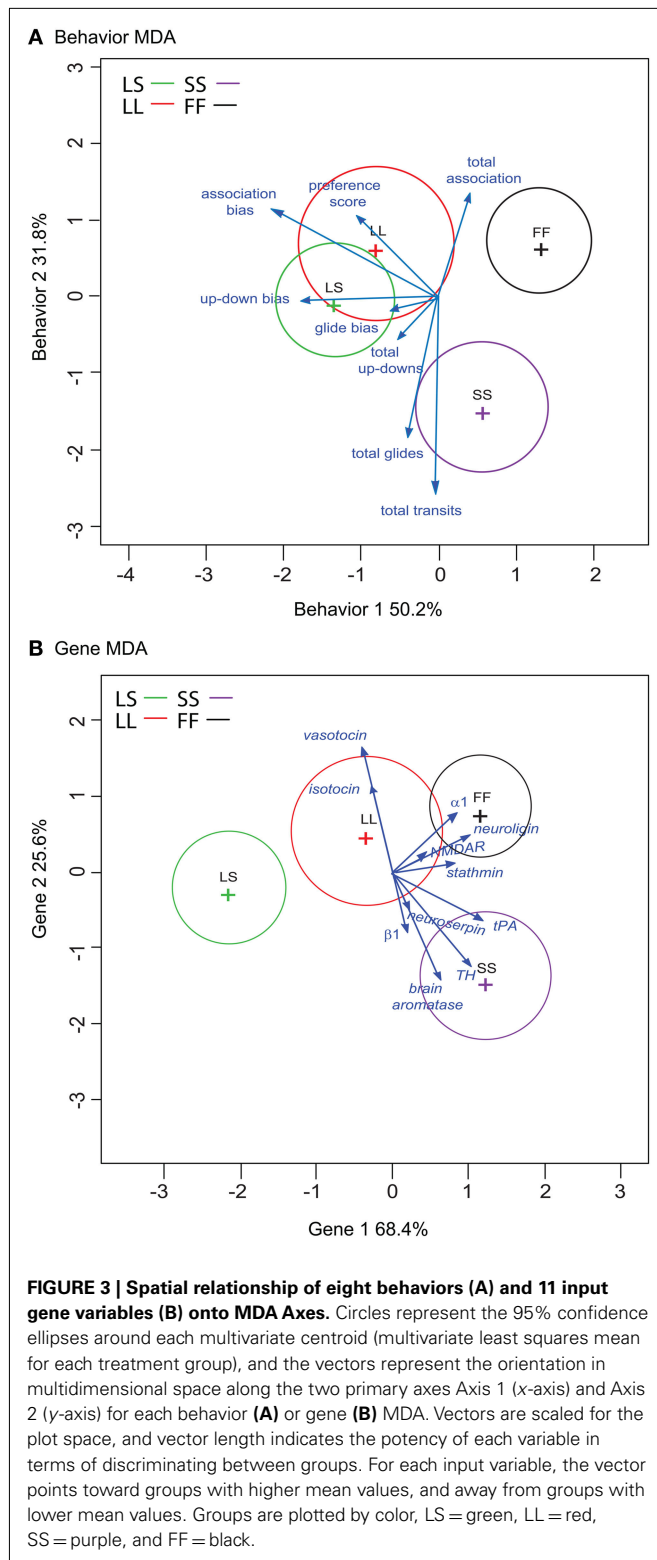 A Behavior MDA
LS SS
LL FF
3
2
1
0
-1
-2
-3
Behavior 2 31.8%
total
association
association
bias
preference
score
LL
FF
LS
up-down bias
glide bias
total
up-downs
SS
total glides
total transits
-4 -3 -2 -1 0 1 2
Behavior 1 50.2%
B Gene MDA
LS SS
LL FF
2
1
0
-1
-2
-3
Gene 2 25.6%
vasotocin
isotocin
LL
α1
FF
neuroligin
NMDAR
stathmin
LS
neuroserpin
tPA
β1
TH
SS
brain
aromatase
-3 -2 -1 0 1 2 3
Gene 1 68.4%
FIGURE 3 | Spatial relationship of eight behaviors (A) and 11 input
gene variables (B) onto MDA Axes. Circles represent the 95% confidence
ellipses around each multivariate centroid (multivariate least squares mean
for each treatment group), and the vectors represent the orientation in
multidimensional space along the two primary axes Axis 1 (x-axis) and Axis
2 (y-axis) for each behavior (A) or gene (B) MDA. Vectors are scaled for the
plot space, and vector length indicates the potency of each variable in
terms of discriminating between groups. For each input variable, the vector
points toward groups with higher mean values, and away from groups with
lower mean values. Groups are plotted by color, LS = green, LL = red,
SS = purple, and FF = black.